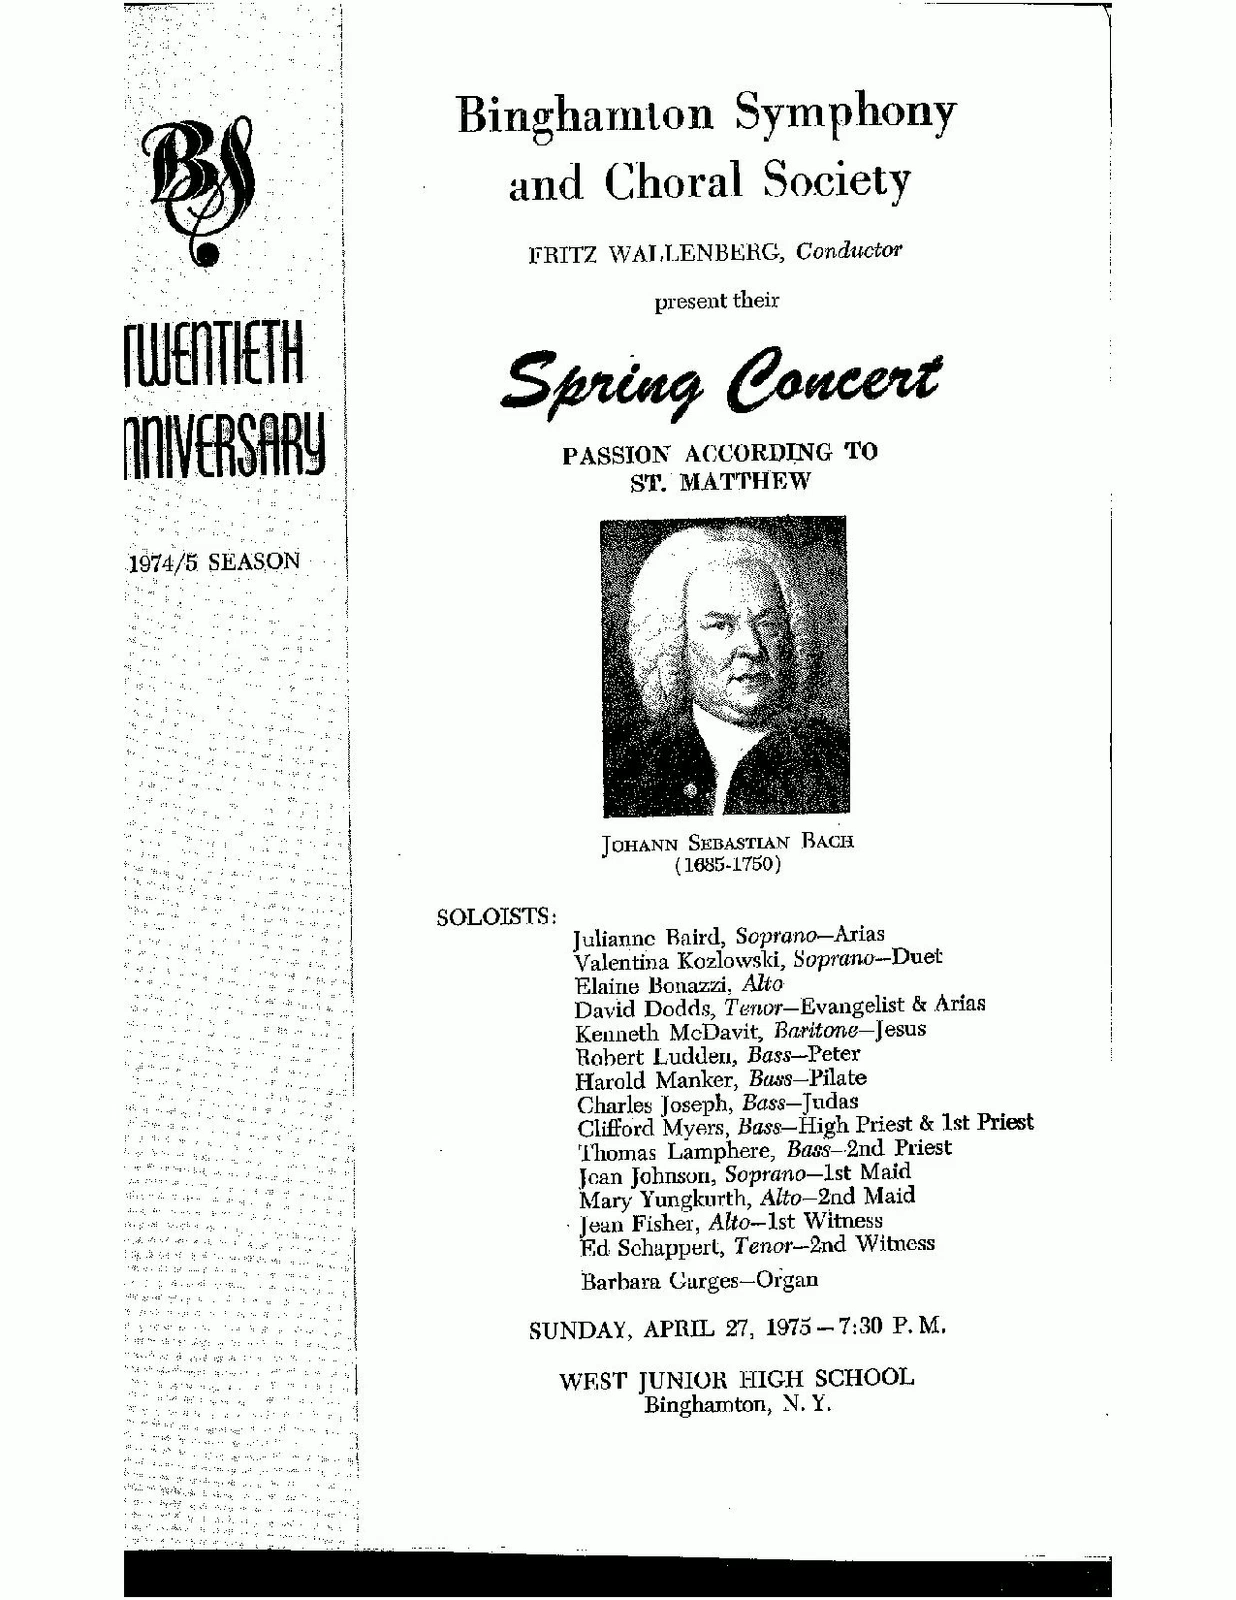 BS
TWENTIETH
NNIVERSARY
1974/5 SEASON
Binghamton Symphony
and Choral Society
FRITZ WALLENBERG, Conductor
present their
Spring Concert
PASSION ACCORDING TO
ST. MATTHEW
JOHANN SEBASTIAN BACH
(1685-1750)
SOLOISTS:
Julianne Baird, Soprano—Arias
Valentina Kozlowski, Soprano—Duet
Elaine Bonazzi, Alto
David Dodds, Tenor—Evangelist & Arias
Kenneth McDavit, Baritone—Jesus
Robert Ludden, Bass—Peter
Harold Manker, Bass—Pilate
Charles Joseph, Bass—Judas
Clifford Myers, Bass—High Priest & 1st Priest
Thomas Lamphere, Bass—2nd Priest
Jean Johnson, Soprano—1st Maid
Mary Yungkurth, Alto—2nd Maid
Jean Fisher, Alto—1st Witness
Ed Schappert, Tenor—2nd Witness
Barbara Garges—Organ
SUNDAY, APRIL 27, 1975 – 7:30 P. M.
WEST JUNIOR HIGH SCHOOL
Binghamton, N. Y.